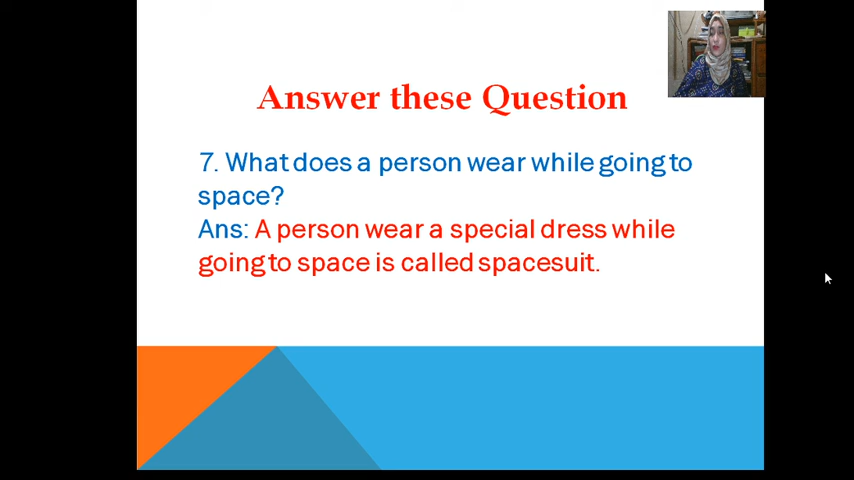 Answer these Question
7. What does a person wear while going to
space?
Ans: A person wear a special dress while
going to space is called spacesuit.